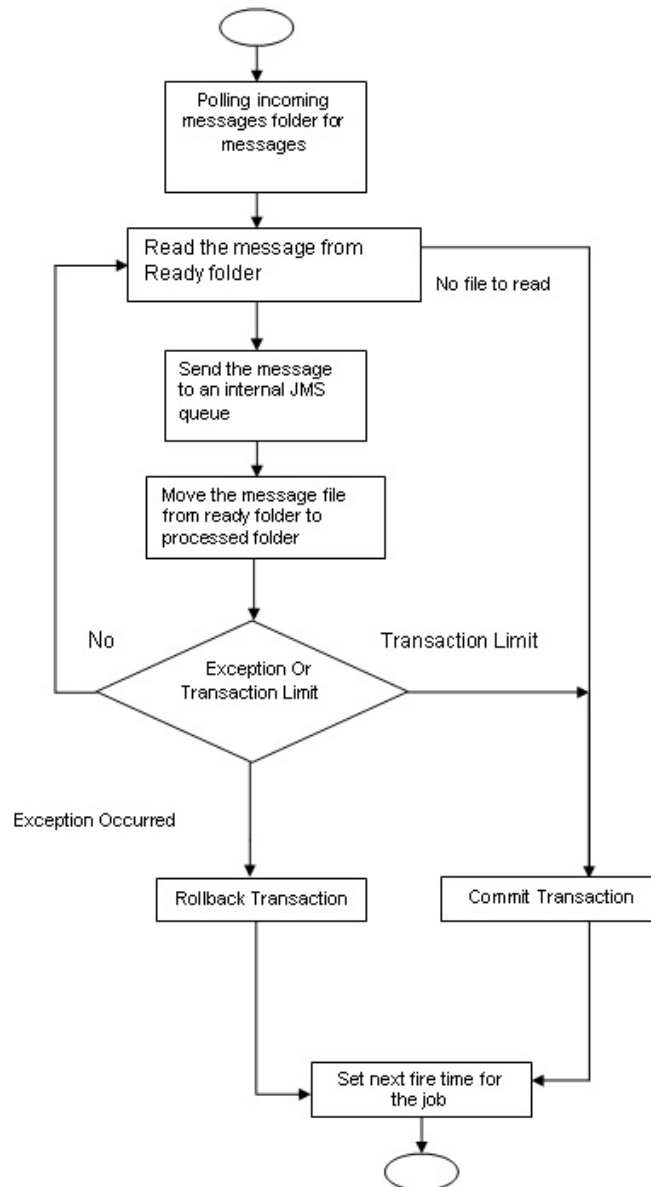 Polling incoming
messages folder for
messages
Read the message from
Ready folder
No file to read
Send the message
to an internal JMS
queue
Move the message file
from ready folder to
processed folder
No
Transaction Limit
Exception Or
Transaction Limit
Exception Occurred
Rollback Transaction
Commit Transaction
Set next fire time for
the job